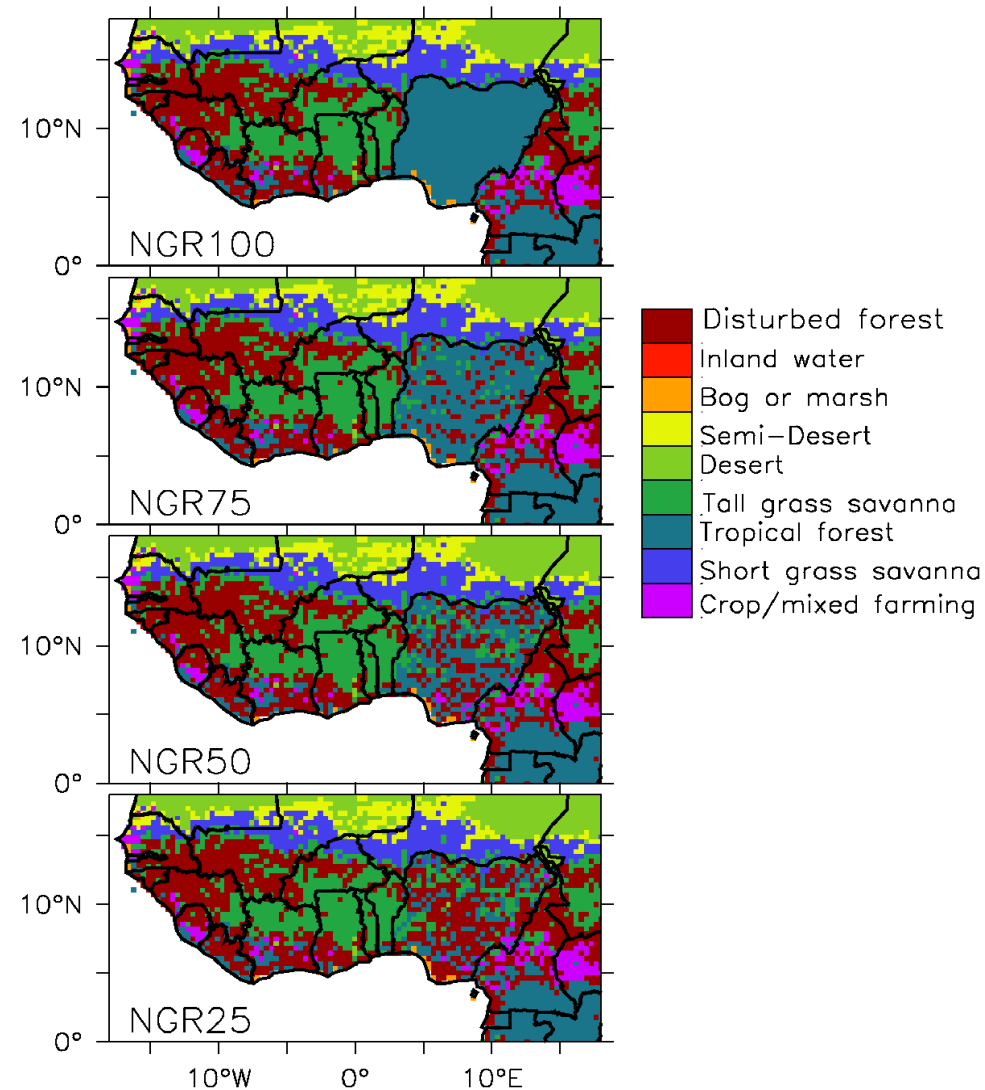 10°N
0°
NGR100
10°N
0°
NGR75
10°N
0°
NGR50
10°N
0°
NGR25
10°W 0° 10°E
Disturbed forest
Inland water
Bog or marsh
Semi-Desert
Desert
Tall grass savanna
Tropical forest
Short grass savanna
Crop/mixed farming